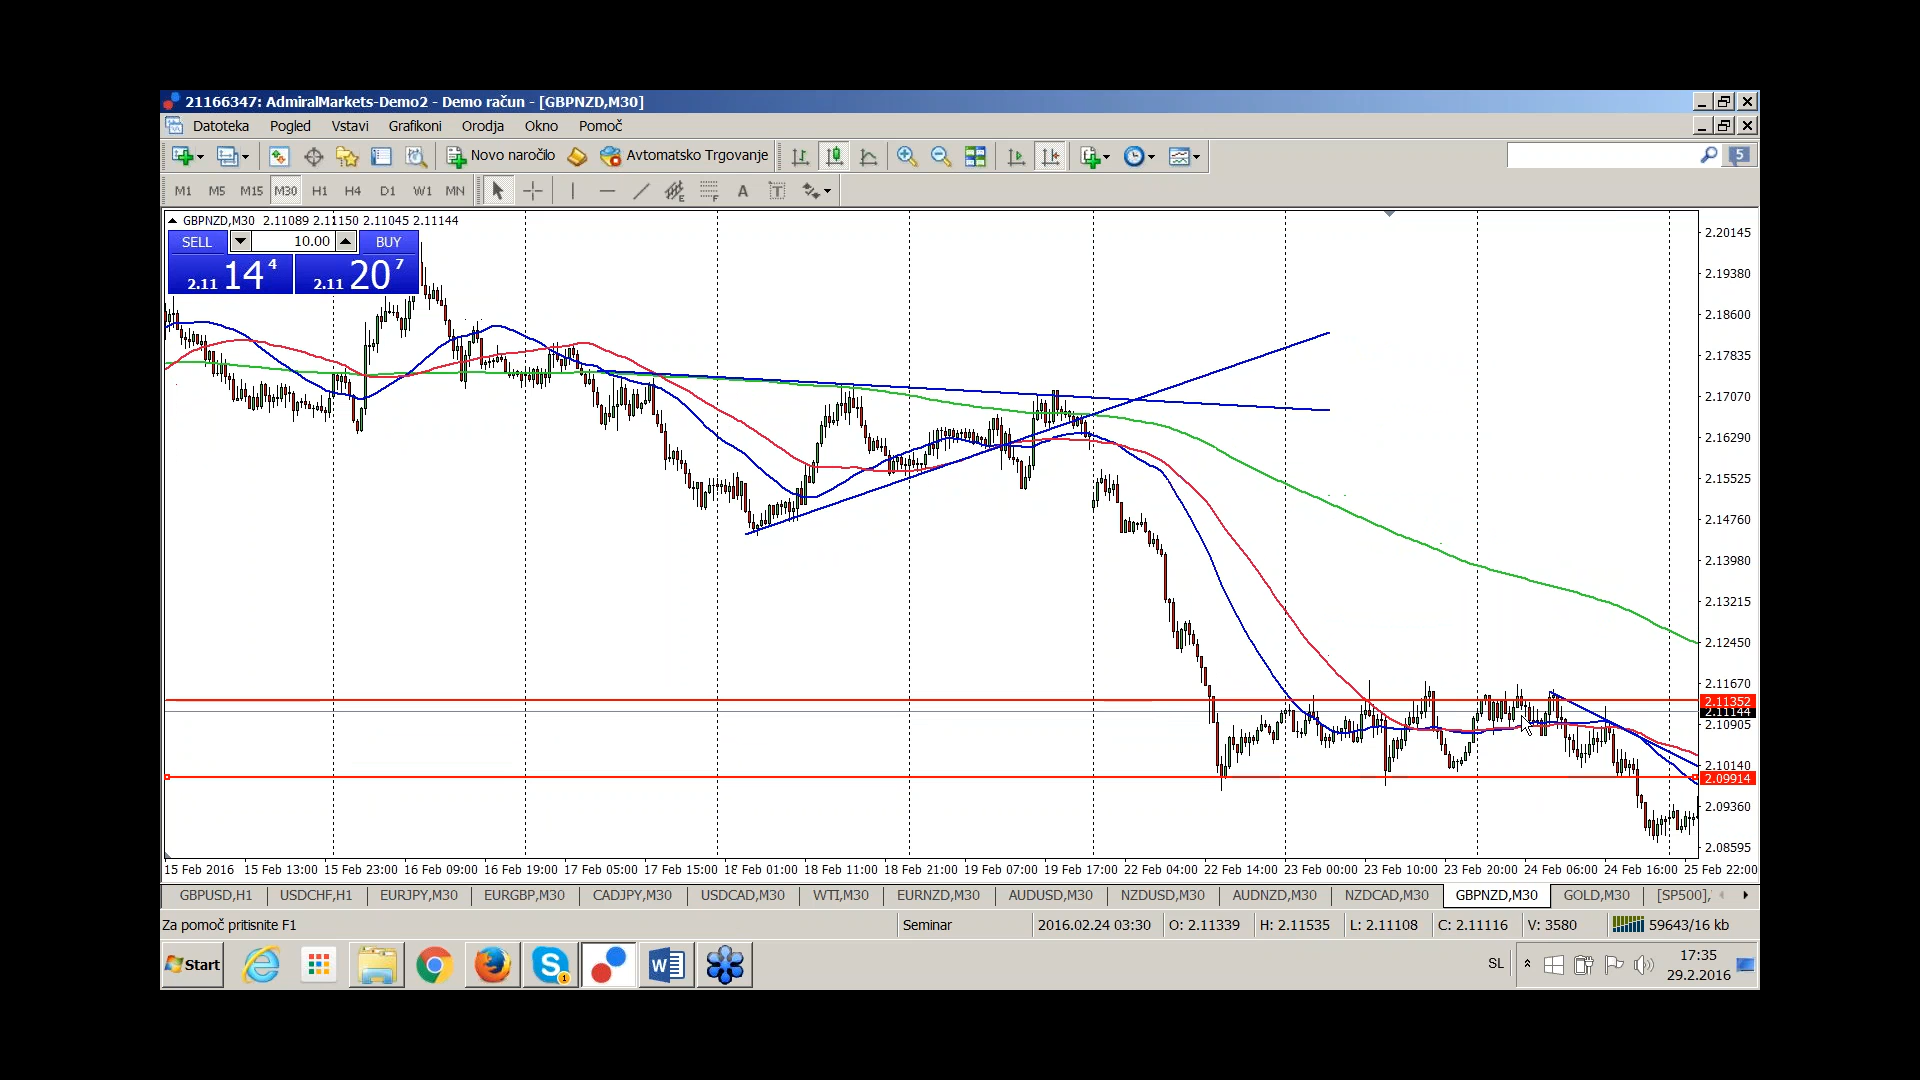 21166347: AdmiralMarkets-Demo2 - Demo račun - [GBPNZD,M30]
Datoteka Pogled Vstavi Grafikoni Orodja Okno Pomoč
Novo naročilo Avtomatsko Trgovanje 5
M1 M5 M15 M30 H1 H4 D1 W1 MN E F A T
GBPNZD,M30 2.11089 2.11150 2.11045 2.11144
SELL 10.00 BUY
2.11 14 4 2.11 20 7
2.20145
2.19380
2.18600
2.17835
2.17070
2.16290
2.15525
2.14760
2.13980
2.13215
2.12450
2.11670
2.11352
2.11144
2.10905
2.10140
2.09914
2.09360
2.08595
15 Feb 2016 15 Feb 13:00 15 Feb 23:00 16 Feb 09:00 16 Feb 19:00 17 Feb 05:00 17 Feb 15:00 18 Feb 01:00 18 Feb 11:00 18 Feb 21:00 19 Feb 07:00 19 Feb 17:00 22 Feb 04:00 22 Feb 14:00 23 Feb 00:00 23 Feb 10:00 23 Feb 20:00 24 Feb 06:00 24 Feb 16:00 25 Feb 22:00
GBPUSD,H1 USDCHF,H1 EURJPY,M30 EURGBP,M30 CADJPY,M30 USDCAD,M30 WTI,M30 EURNZD,M30 AUDUSD,M30 NZDUSD,M30 AUDNZD,M30 NZDCAD,M30 GBPNZD,M30 GOLD,M30 [SP500],
Za pomoč pritisnite F1 Seminar 2016.02.24 03:30 O: 2.11339 H: 2.11535 L: 2.11108 C: 2.11116 V: 3580 59643/16 kb
Start SL 17:35
29.2.2016